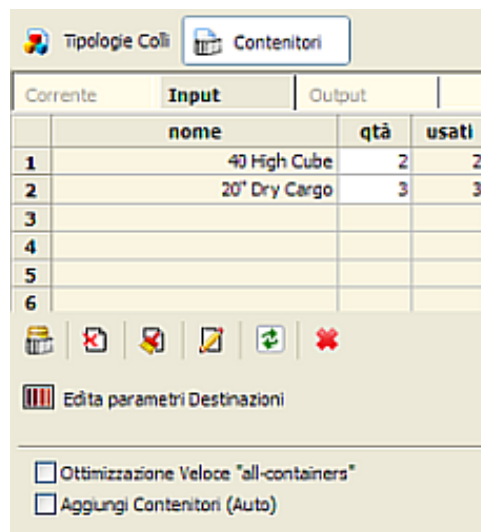 Tipologie Colli Contenitori
Corrente Input Output
nome qtà usati
1 40 High Cube 2 2
2 20" Dry Cargo 3 3
3
4
5
6
Edita parametri Destinazioni
Ottimizzazione Veloce "all-containers"
Aggiungi Contenitori (Auto)